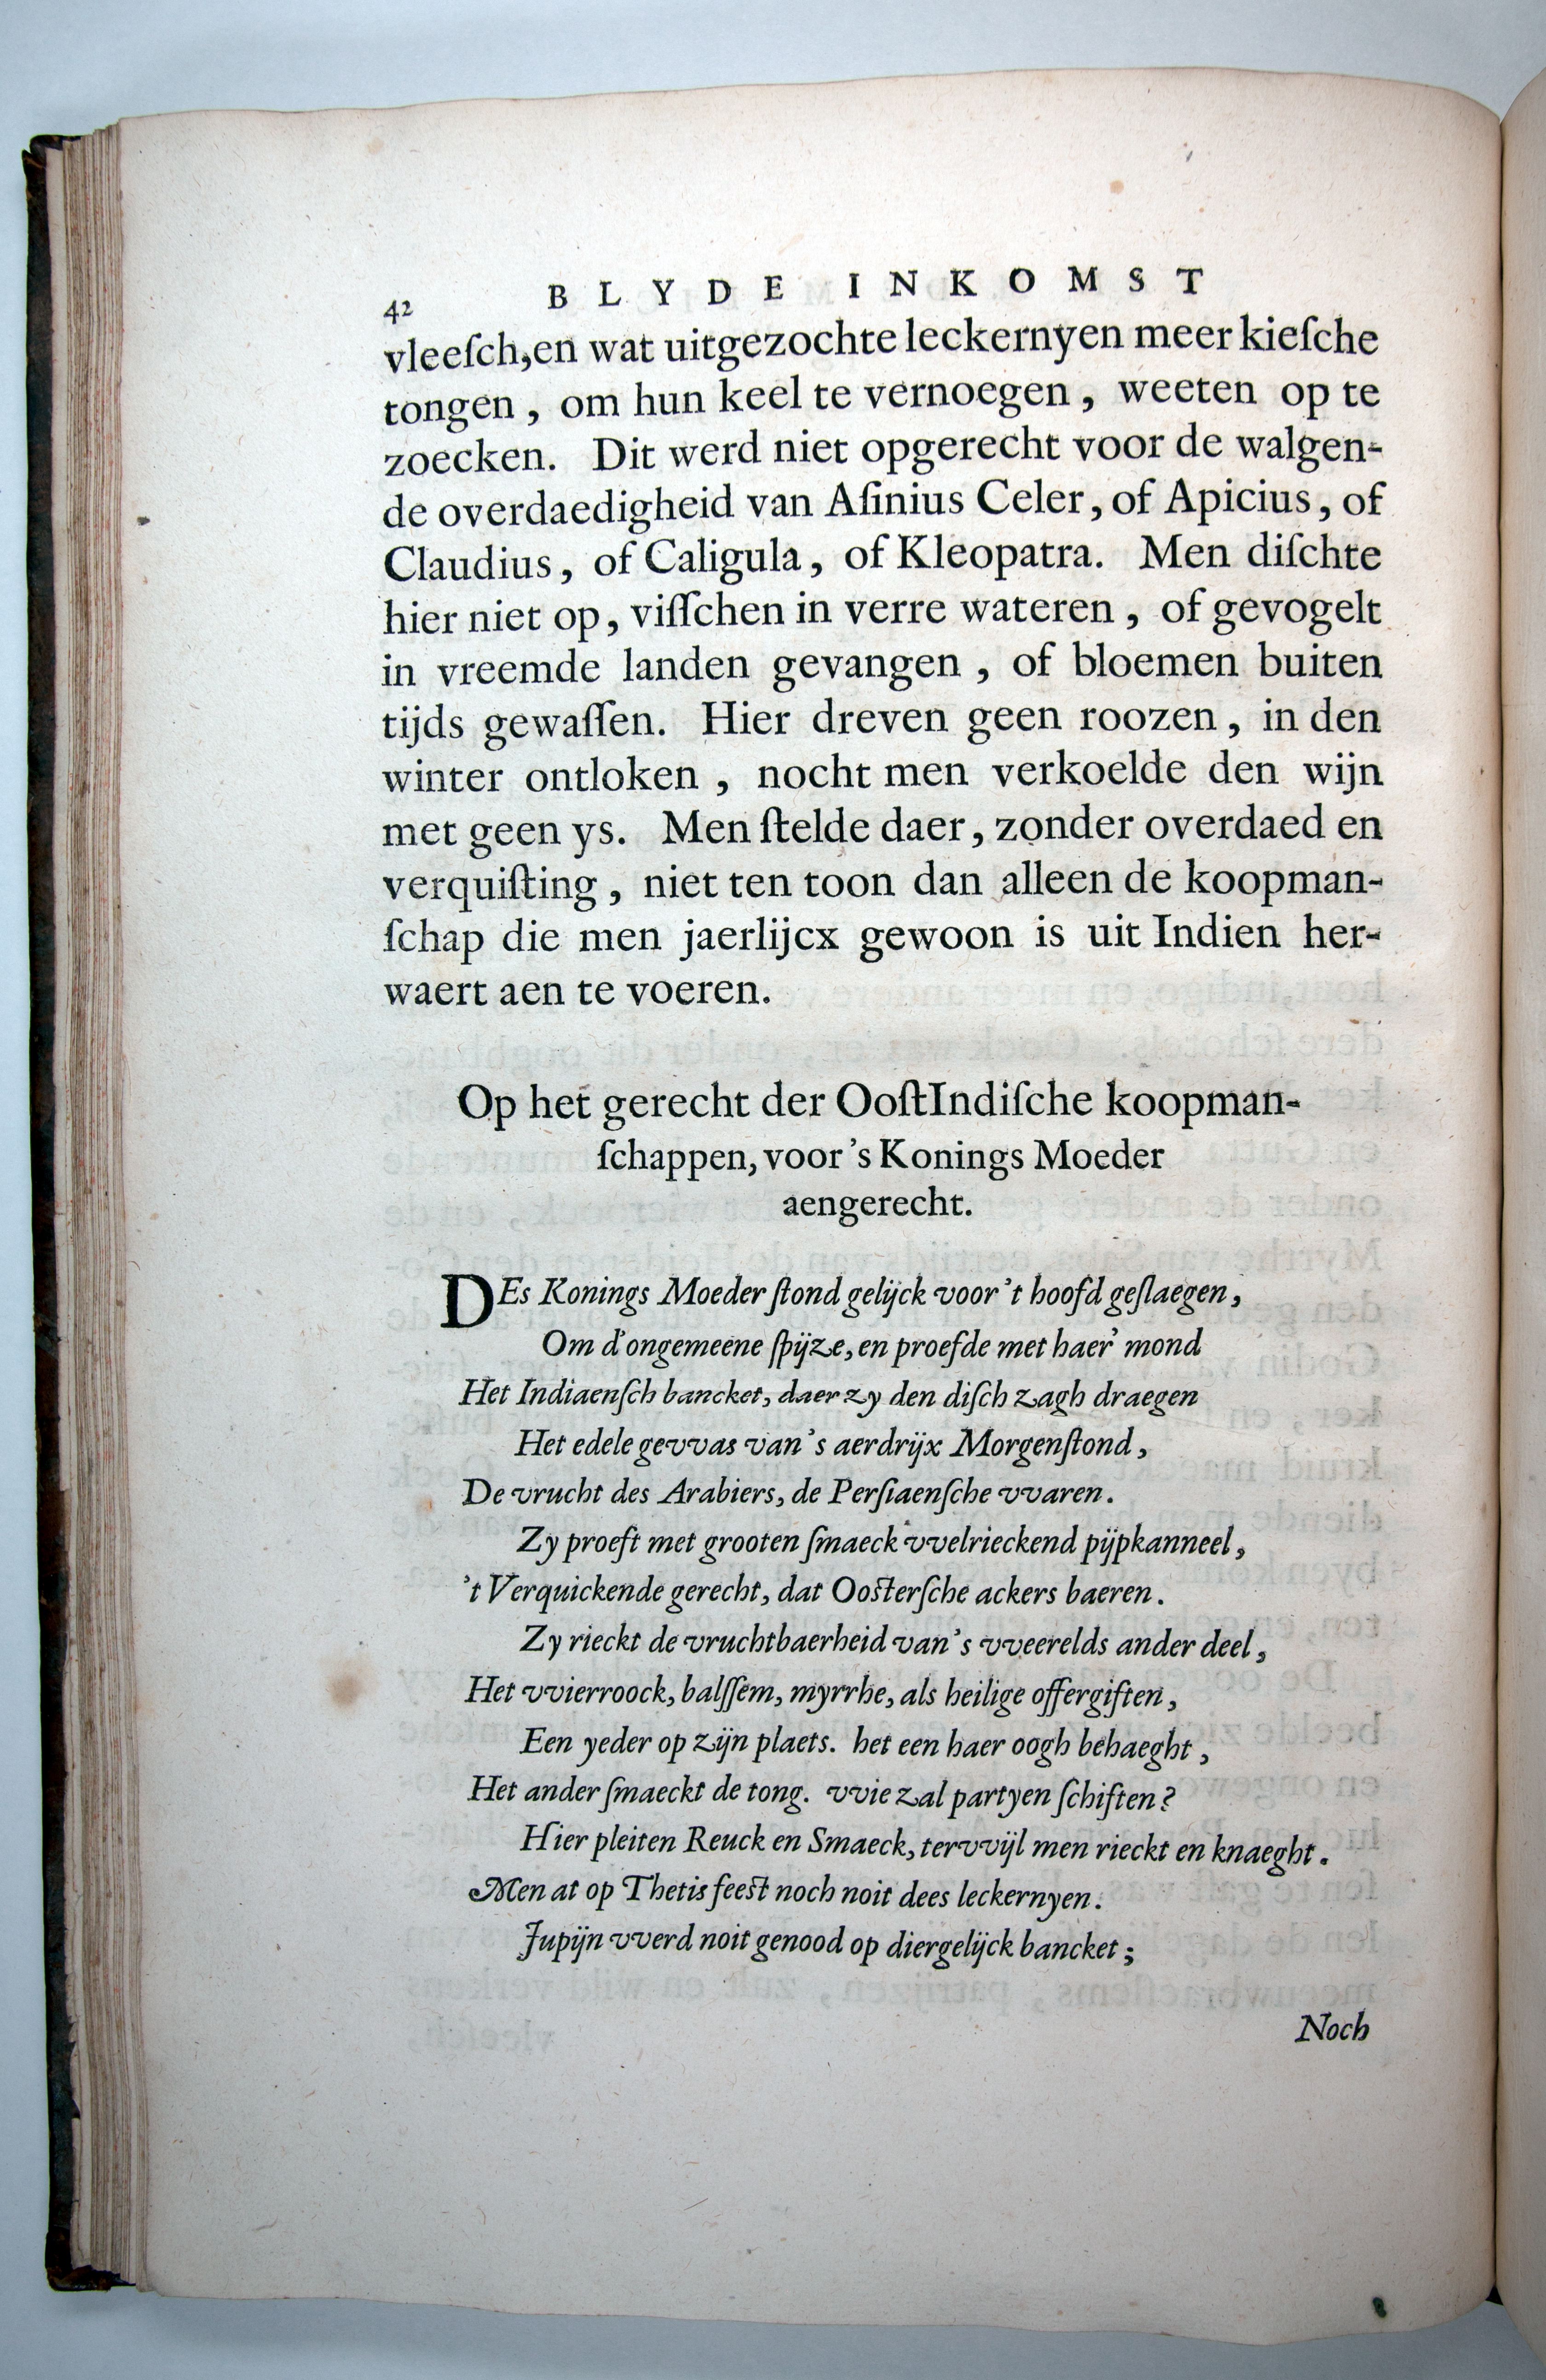 42 BLYDE INKOMST
vleeſch,en wat uitgezochte leckernyen meer kieſche
tongen, om hun keel te vernoegen, weeten op te
zoecken. Dit werd niet opgerecht voor de walgen-
de overdaedigheid van Aſinius Celer, of Apicius, of
Claudius, of Caligula, of Kleopatra. Men diſchte
hier niet op, viſſchen in verre wateren, of gevogelt
in vreemde landen gevangen, of bloemen buiten
tijds gewaſſen. Hier dreven geen roozen, in den
winter ontloken, nocht men verkoelde den wijn
met geen ys. Men ſtelde daer, zonder overdaed en
verquiſting, niet ten toon dan alleen de koopman-
ſchap die men jaerlijcx gewoon is uit Indien her-
waert aen te voeren.
Op het gerecht der OoſtIndiſche koopman-
ſchappen, voor 's Konings Moeder
aengerecht.
DEs Konings Moeder ſtond gelijck voor 't hoofd geſlaegen,
Om d'ongemeene ſpijze, en proefde met haer' mond
Het Indiaenſch bancket, daer zy den diſch zagh draegen
Het edele gevvas van 's aerdrijx Morgenſtond,
De vrucht des Arabiers, de Perſiaenſche vvaren.
Zy proeft met grooten ſmaeck vvelrieckend pijpkanneel,
't Verquickende gerecht, dat Ooſterſche ackers baeren.
Zy rieckt de vruchtbaerheid van 's vveerelds ander deel,
Het vvierroock, balſſem, myrrhe, als heilige offergiften,
Een yeder op zijn plaets. het een haer oogh behaeght,
Het ander ſmaeckt de tong. vvie zal partyen ſchiften?
Hier pleiten Reuck en Smaeck, tervvijl men rieckt en knaeght.
Men at op Thetis feeſt noch noit dees leckernyen.
Jupijn vverd noit genood op diergelijck bancket;
Noch